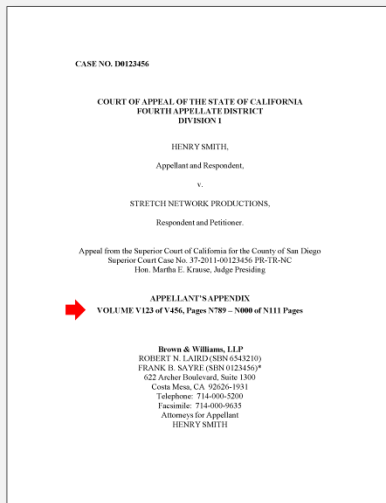 CASE NO. D0123456
COURT OF APPEAL OF THE STATE OF CALIFORNIA
FOURTH APPELLATE DISTRICT
DIVISION 1
HENRY SMITH,
Appellant and Respondent,
v.
STRETCH NETWORK PRODUCTIONS,
Respondent and Petitioner.
Appeal from the Superior Court of California for the County of San Diego
Superior Court Case No. 37-2011-00123456 PR-TR-NC
Hon. Martha E. Krause, Judge Presiding
APPELLANT'S APPENDIX
VOLUME V123 of V456, Pages N789 – N000 of N111 Pages
Brown & Williams, LLP
ROBERT N. LAIRD (SBN 6543210)
FRANK B. SAYRE (SBN 0123456)*
622 Archer Boulevard, Suite 1300
Costa Mesa, CA 92626-1931
Telephone: 714-000-5200
Facsimile: 714-000-9635
Attorneys for Appellant
HENRY SMITH